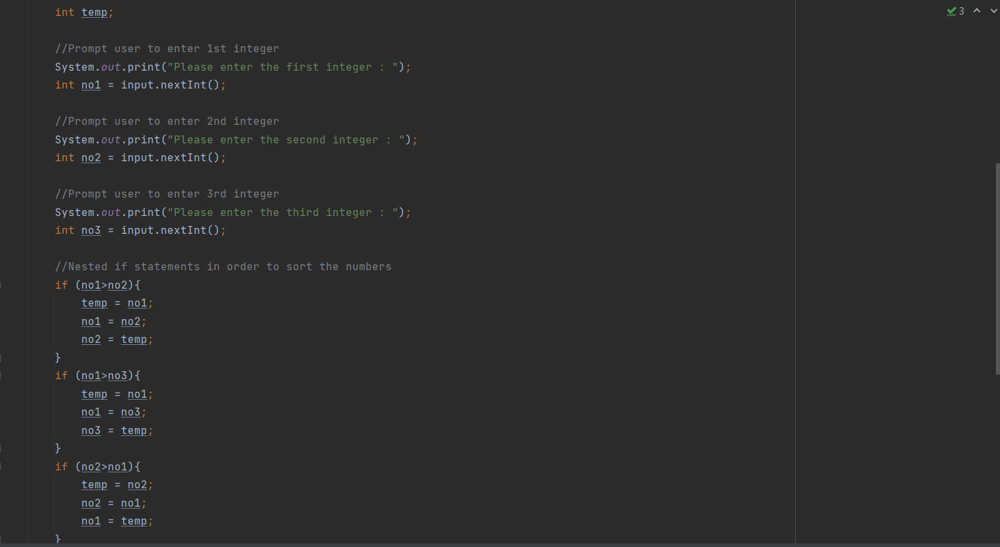 int temp;
3
//Prompt user to enter 1st integer
System.out.print("Please enter the first integer : ");
int no1 = input.nextInt();
//Prompt user to enter 2nd integer
System.out.print("Please enter the second integer : ");
int no2 = input.nextInt();
//Prompt user to enter 3rd integer
System.out.print("Please enter the third integer : ");
int no3 = input.nextInt();
//Nested if statements in order to sort the numbers
if (no1>no2){
    temp = no1;
    no1 = no2;
    no2 = temp;
}
if (no1>no3){
    temp = no1;
    no1 = no3;
    no3 = temp;
}
if (no2>no1){
    temp = no2;
    no2 = no1;
    no1 = temp;
}